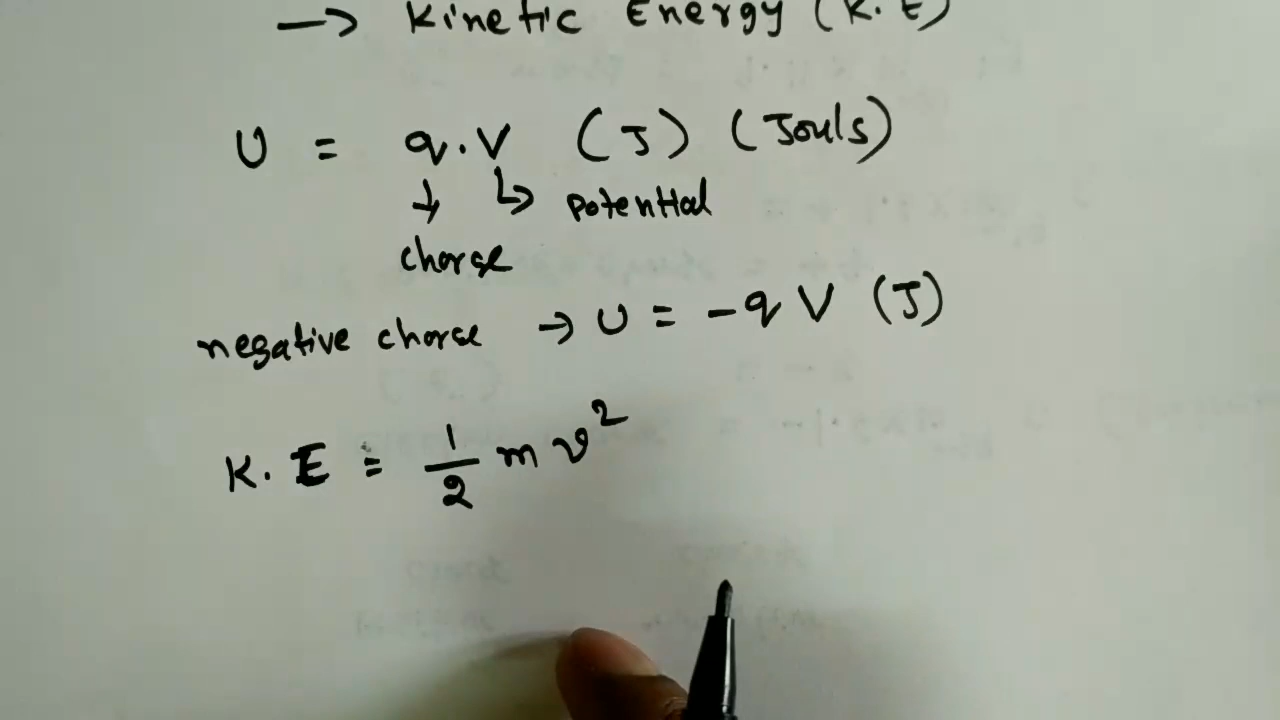 → Kinetic Energy (K.E)
U = q.V (J) (Jouls)
↓ ↳ potential
charge
negative charge → U = -qV (J)
K.E = 1/2 mv²